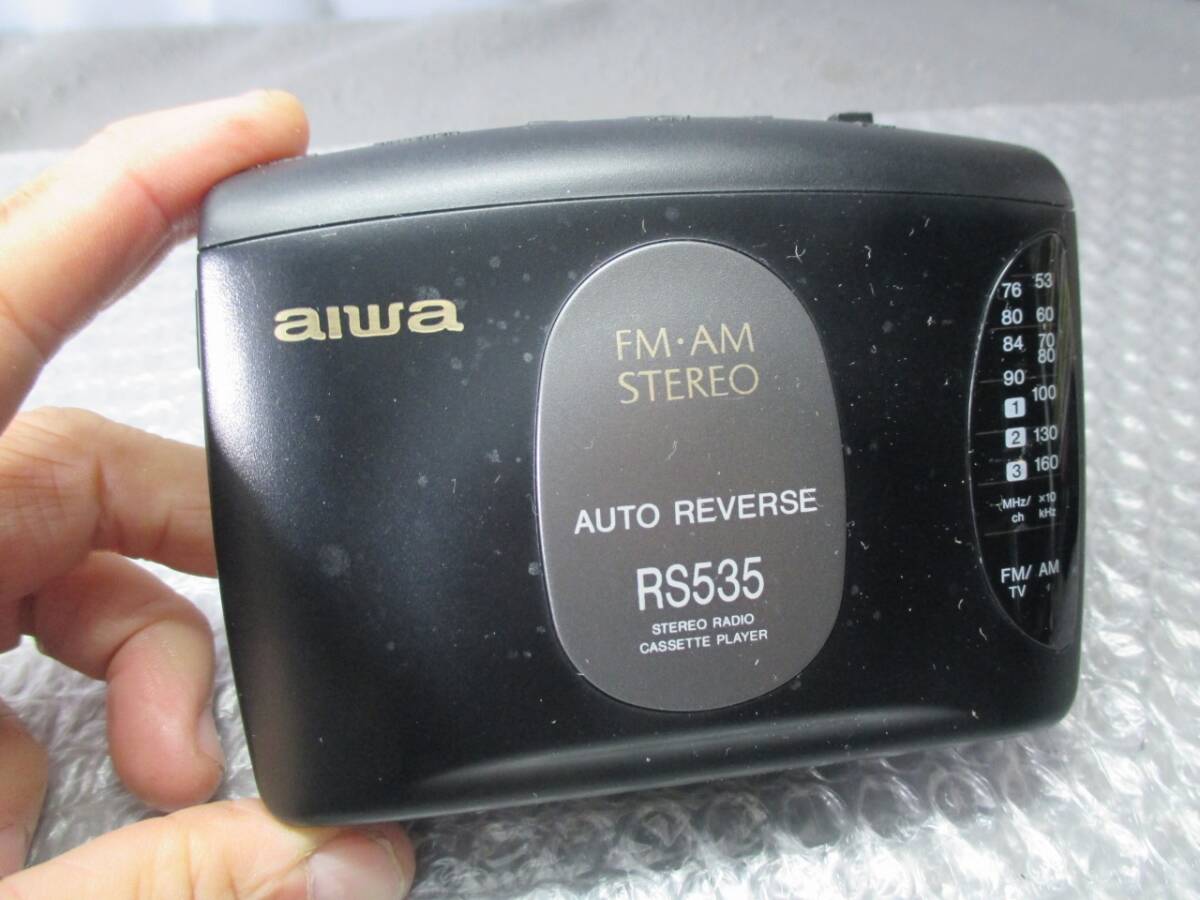 aiwa
FM·AM
STEREO
AUTO REVERSE
RS535
STEREO RADIO
CASSETTE PLAYER
76 53
80 60
84 70
80
90
100
1
2 130
3 160
MHz/ ×10
ch kHz
FM/ AM
TV